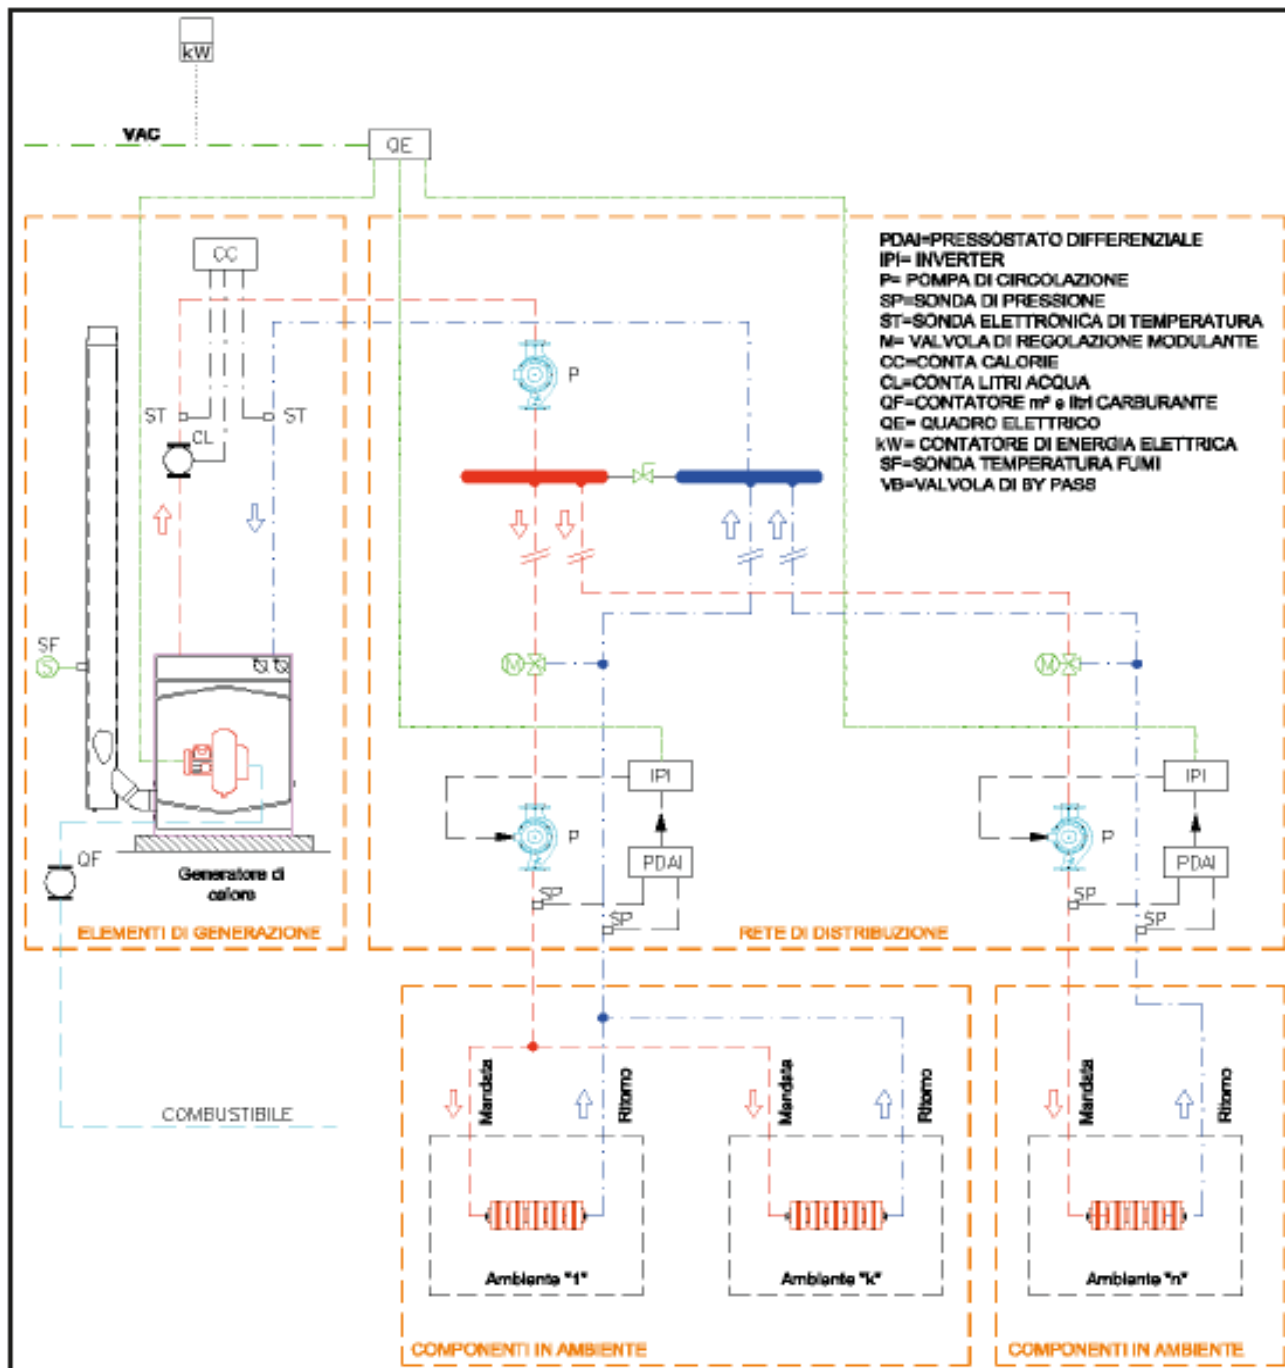 kW
VAC
QE
CC
PDAI=PRESSOSTATO DIFFERENZIALE
IPI= INVERTER
P= POMPA DI CIRCOLAZIONE
SP=SONDA DI PRESSIONE
ST=SONDA ELETTRONICA DI TEMPERATURA
M= VALVOLA DI REGOLAZIONE MODULANTE
CC=CONTA CALORIE
CL=CONTA LITRI ACQUA
QF=CONTATORE m³ e litri CARBURANTE
QE= QUADRO ELETTRICO
kW= CONTATORE DI ENERGIA ELETTRICA
SF=SONDA TEMPERATURA FUMI
VB=VALVOLA DI BY PASS
P
ST
ST
CL
SF
S
M
M
IPI
IPI
P
P
PDAI
PDAI
QF
Generatore di
calore
SP
SP
SP
SP
ELEMENTI DI GENERAZIONE
RETE DI DISTRIBUZIONE
Mandata
Ritorno
Mandata
Ritorno
Mandata
Ritorno
COMBUSTIBILE
Ambiente "1"
Ambiente "k"
Ambiente "n"
COMPONENTI IN AMBIENTE
COMPONENTI IN AMBIENTE